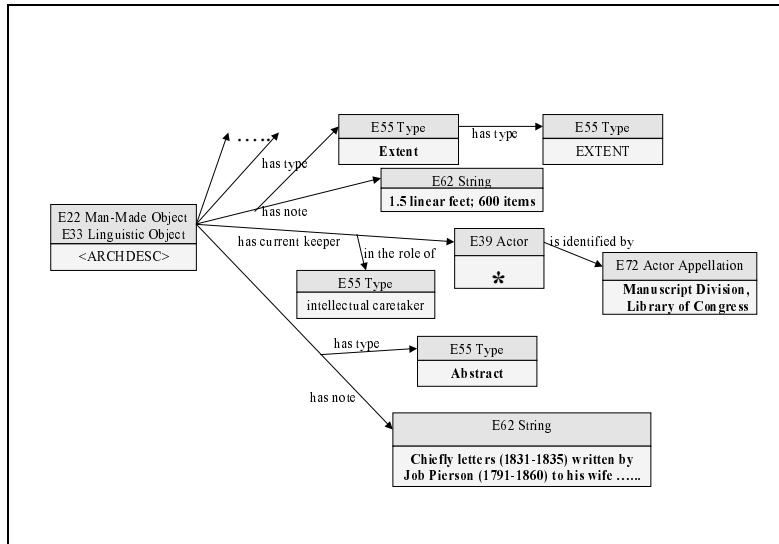 .....
E55 Type
has type
E55 Type
Extent
EXTENT
has type
E62 String
1.5 linear feet; 600 items
has note
E22 Man-Made Object
E33 Linguistic Object
<ARCHDESC>
has current keeper
E39 Actor
is identified by
*
in the role of
E72 Actor Appellation
Manuscript Division,
Library of Congress
E55 Type
intellectual caretaker
has type
E55 Type
Abstract
has note
E62 String
Chiefly letters (1831-1835) written by
Job Pierson (1791-1860) to his wife ......